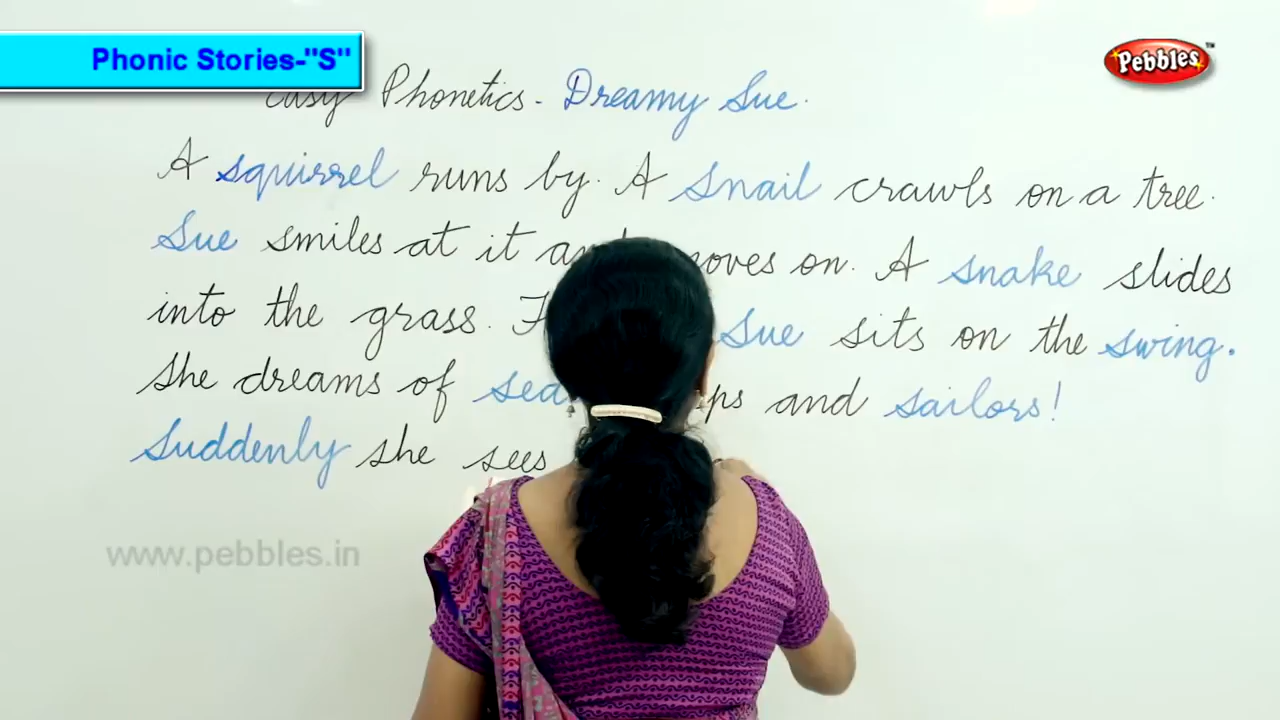 Phonic Stories-"S"
Pebbles™
Easy Phonetics - Dreamy Sue.
A squirrel runs by. A snail crawls on a tree.
Sue smiles at it moves on. A snake slides
into the grass. Sue sits on the swing.
She dreams of and sailors!
Suddenly she sees
www.pebbles.in